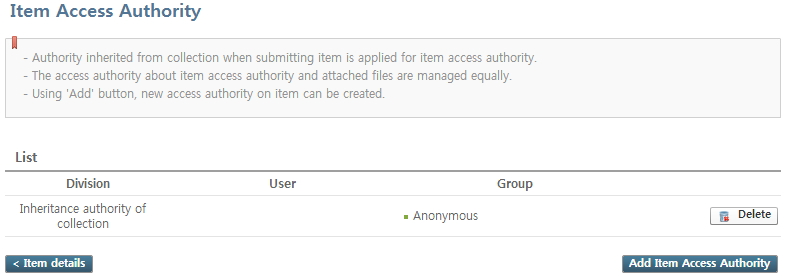 Item Access Authority
- Authority inherited from collection when submitting item is applied for item access authority.
- The access authority about item access authority and attached files are managed equally.
- Using 'Add' button, new access authority on item can be created.
List
Division User Group
Inheritance authority of
collection
Anonymous
Delete
< Item details
Add Item Access Authority